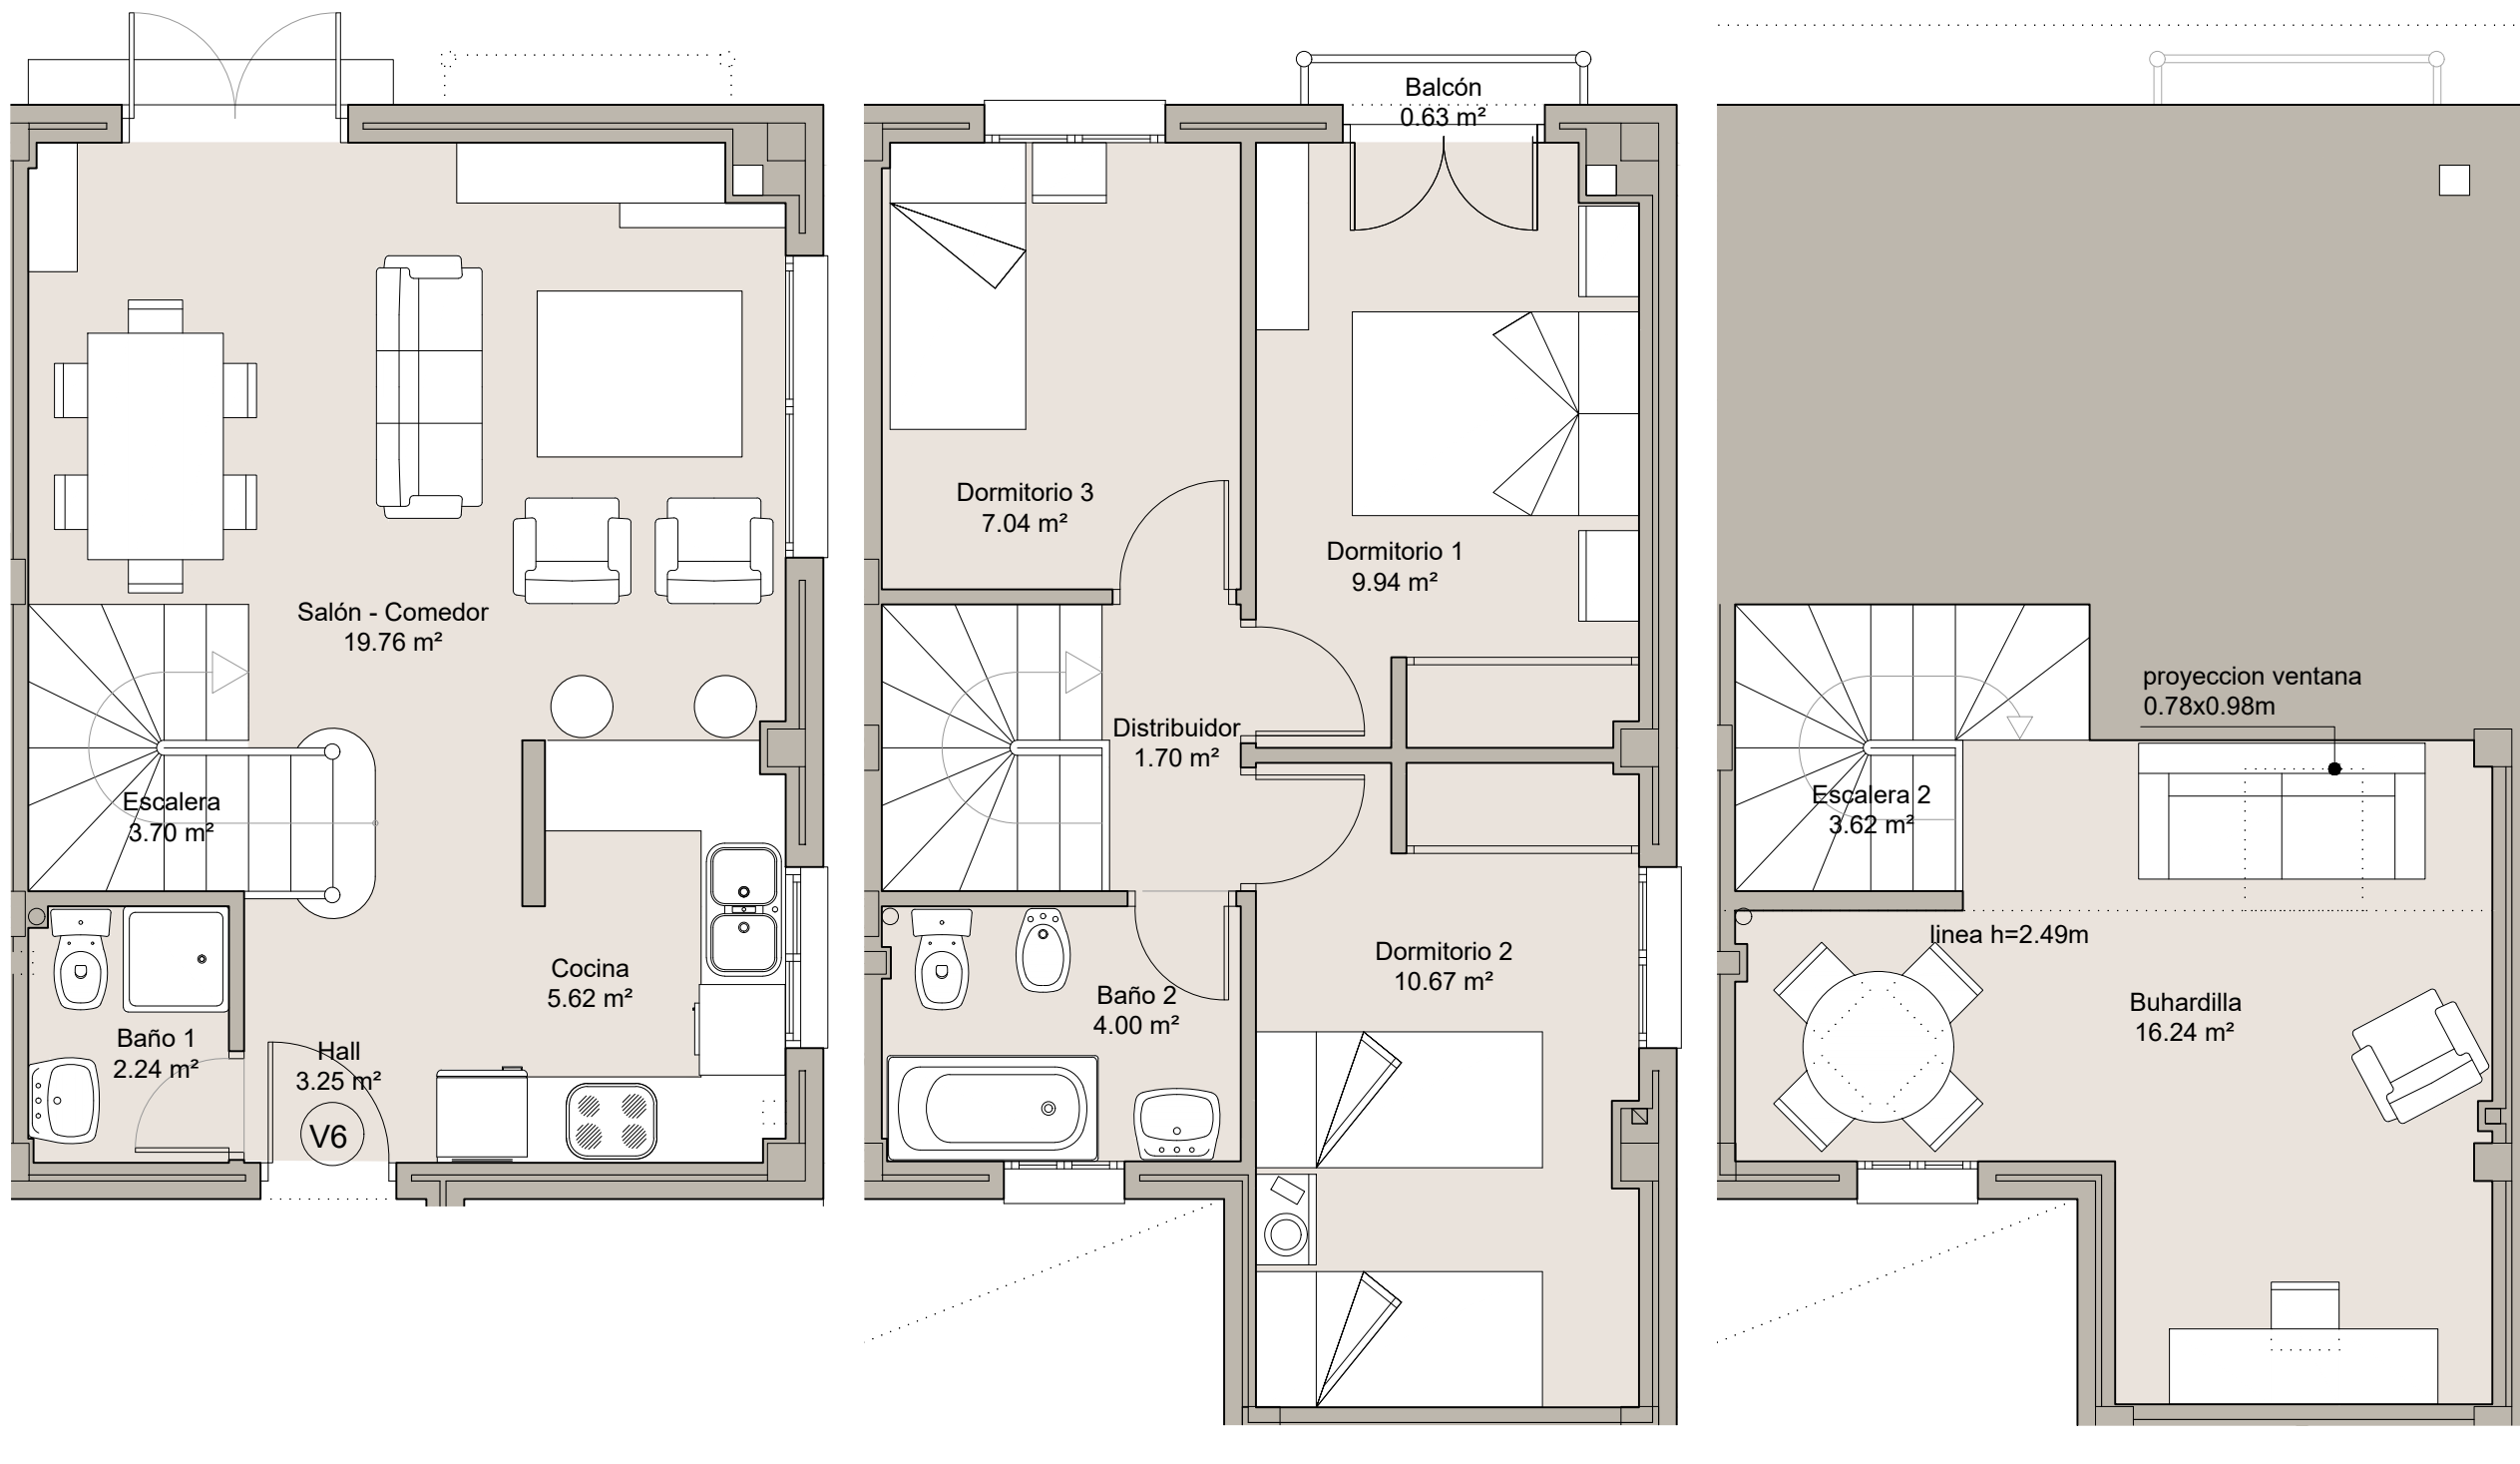 Salón - Comedor
19.76 m²
Escalera
3.70 m²
Cocina
5.62 m²
Baño 1
2.24 m²
Hall
3.25 m²
V6
Balcón
0.63 m²
Dormitorio 3
7.04 m²
Dormitorio 1
9.94 m²
Distribuidor
1.70 m²
Dormitorio 2
10.67 m²
Baño 2
4.00 m²
proyeccion ventana
0.78x0.98m
Escalera 2
3.62 m²
linea h=2.49m
Buhardilla
16.24 m²